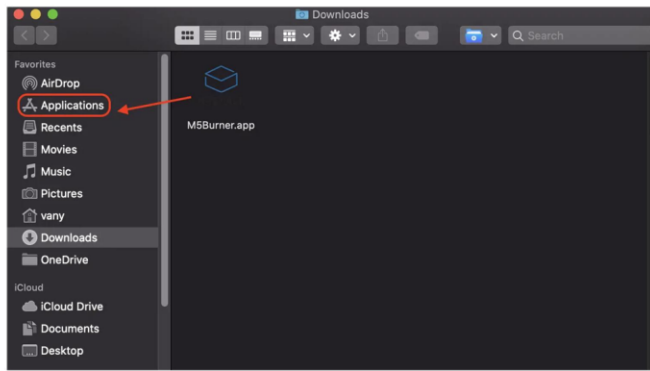 Downloads
Search
Favorites
AirDrop
Applications
Recents
Movies
Music
Pictures
vany
Downloads
OneDrive
iCloud
iCloud Drive
Documents
Desktop
M5Burner.app